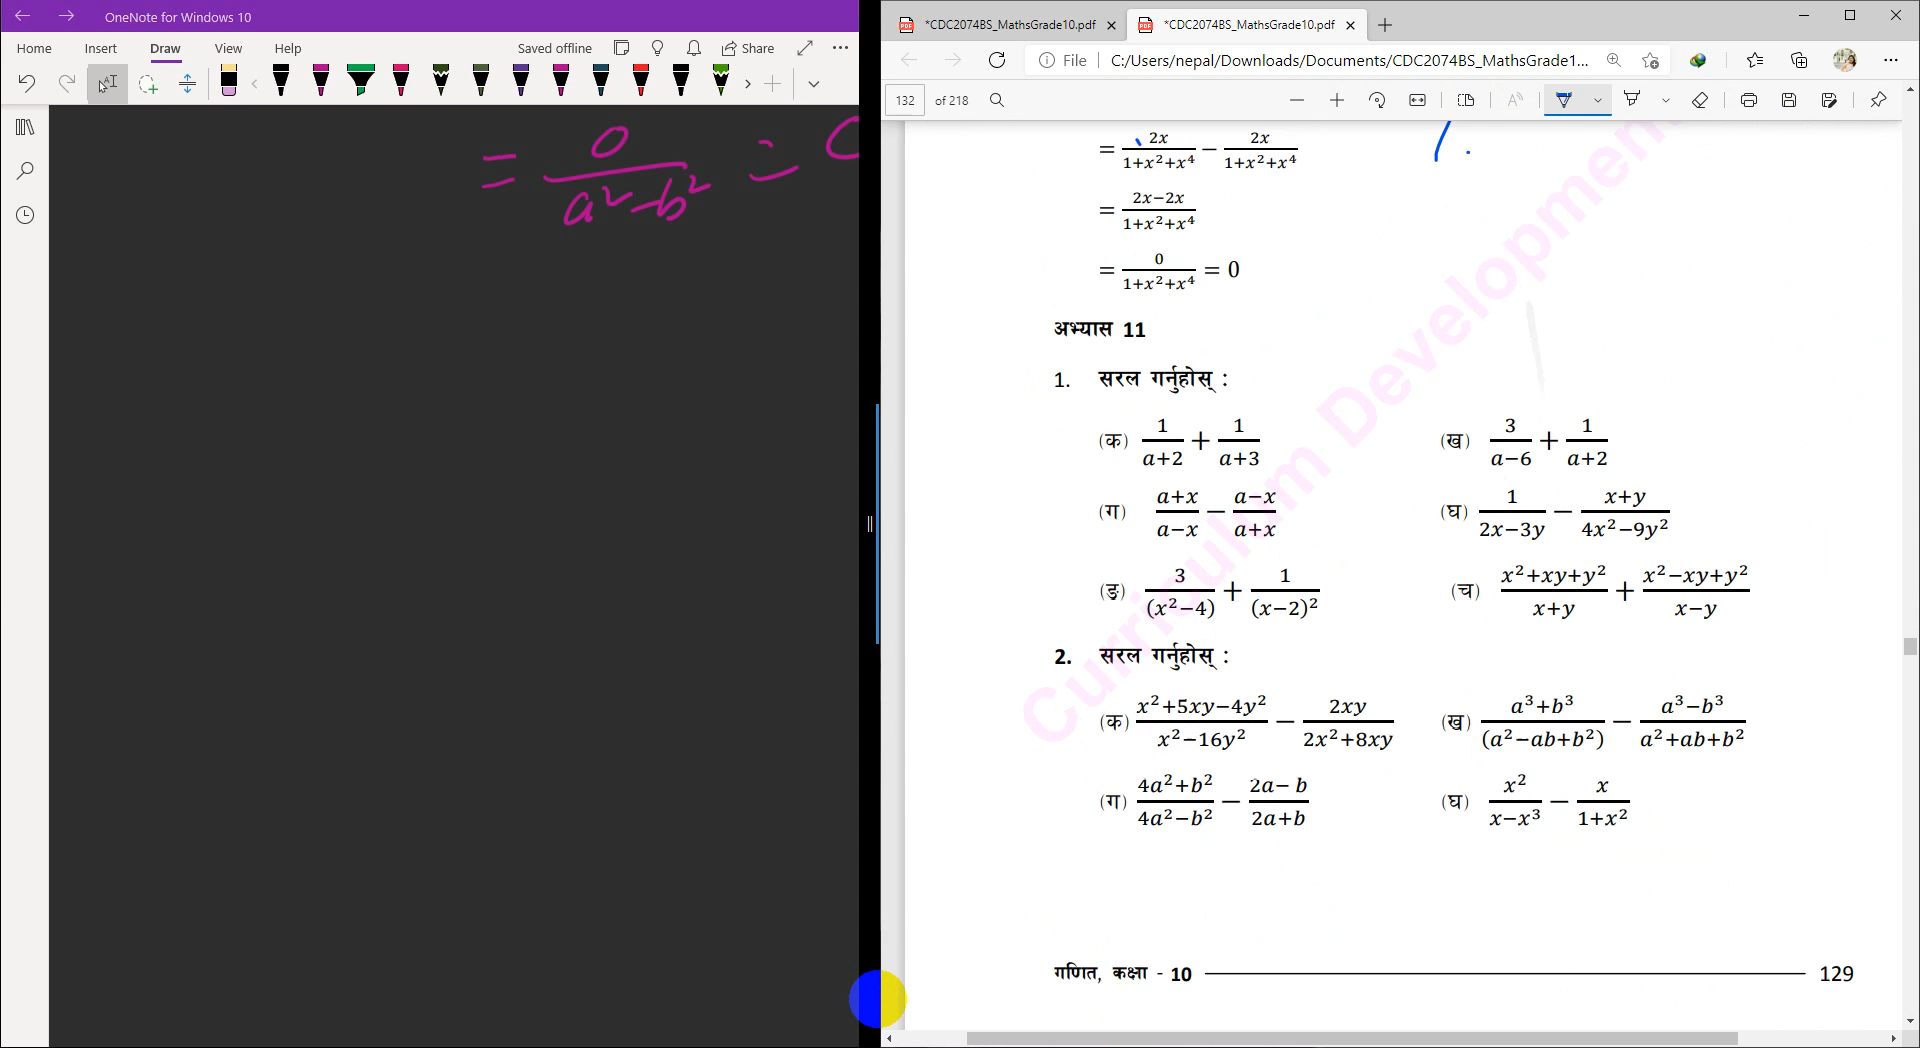 OneNote for Windows 10
Home Insert Draw View Help Saved offline Share
= 0/(a²-b²) =
*CDC2074BS_MathsGrade10.pdf *CDC2074BS_MathsGrade10.pdf
File C:/Users/nepal/Downloads/Documents/CDC2074BS_MathsGrade1...
132 of 218
= 2x/(1+x²+x⁴) − 2x/(1+x²+x⁴)
= (2x−2x)/(1+x²+x⁴)
= 0/(1+x²+x⁴) = 0
अभ्यास 11
1. सरल गर्नुहोस् :
(क) 1/(a+2) + 1/(a+3) (ख) 3/(a−6) + 1/(a+2)
(ग) (a+x)/(a−x) − (a−x)/(a+x) (घ) 1/(2x−3y) − (x+y)/(4x²−9y²)
(ङ) 3/(x²−4) + 1/(x−2)² (च) (x²+xy+y²)/(x+y) + (x²−xy+y²)/(x−y)
2. सरल गर्नुहोस् :
(क) (x²+5xy−4y²)/(x²−16y²) − 2xy/(2x²+8xy) (ख) (a³+b³)/(a²−ab+b²) − (a³−b³)/(a²+ab+b²)
(ग) (4a²+b²)/(4a²−b²) − (2a− b)/(2a+b) (घ) x²/(x−x³) − x/(1+x²)
गणित, कक्षा - 10 129
Curriculum Development